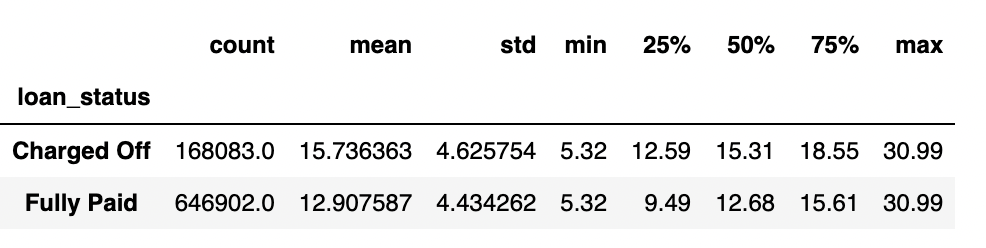 count mean std min 25% 50% 75% max
loan_status
Charged Off 168083.0 15.736363 4.625754 5.32 12.59 15.31 18.55 30.99
Fully Paid 646902.0 12.907587 4.434262 5.32 9.49 12.68 15.61 30.99